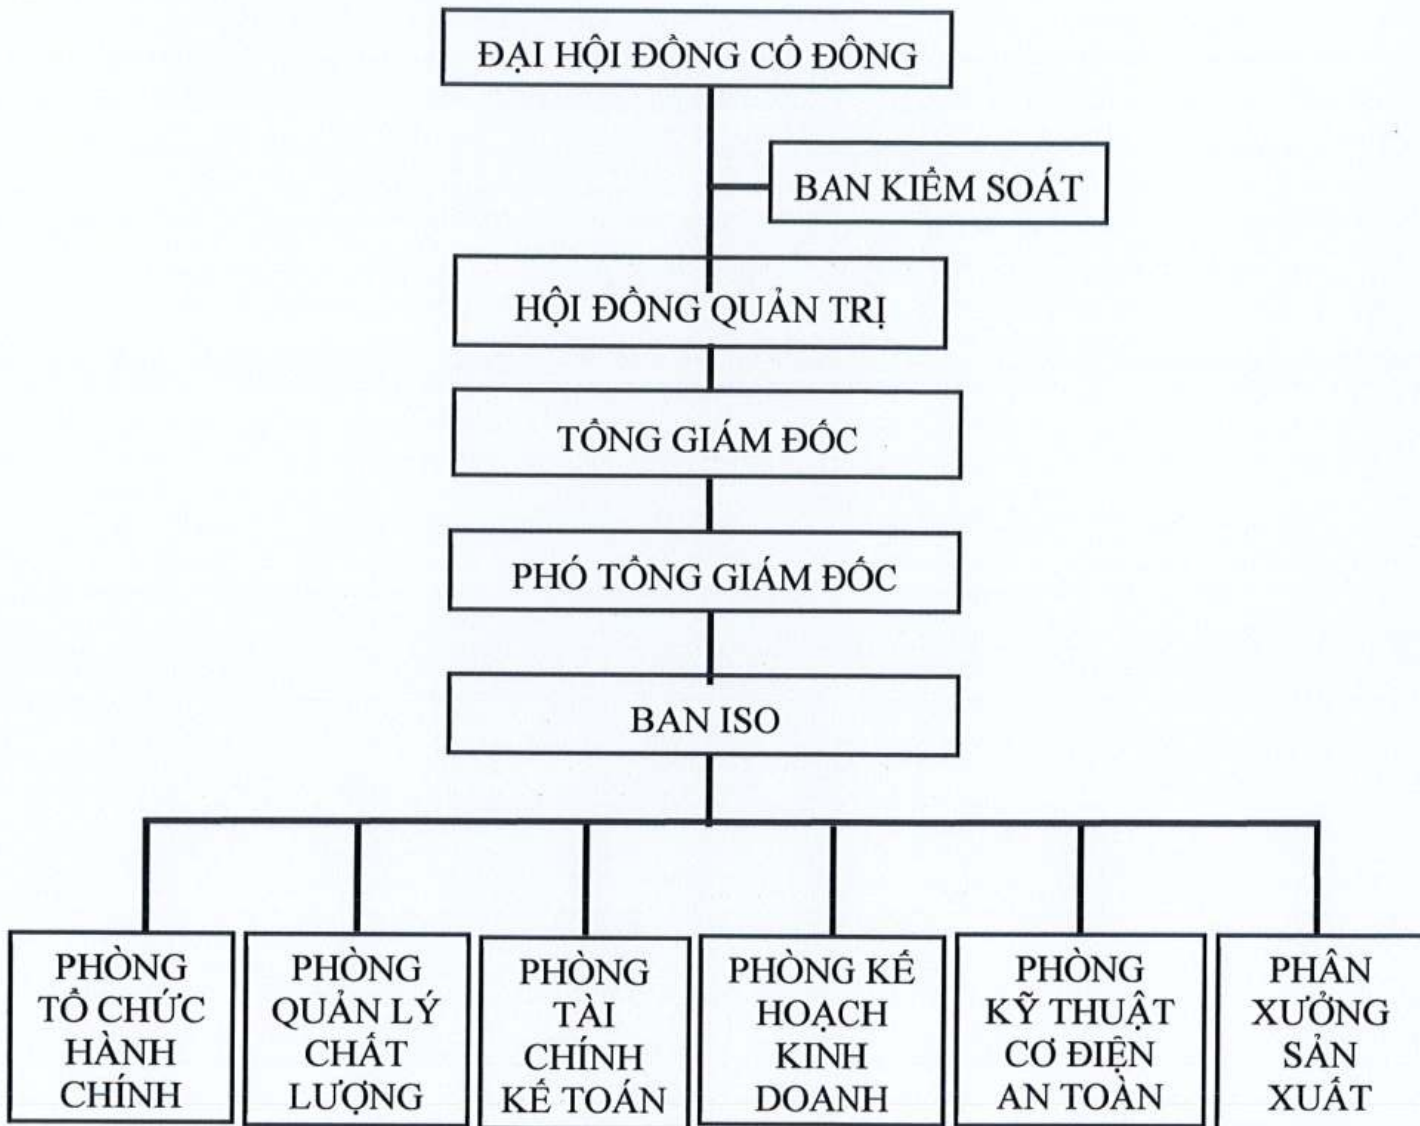 ĐẠI HỘI ĐỒNG CỔ ĐÔNG
BAN KIỂM SOÁT
HỘI ĐỒNG QUẢN TRỊ
TỔNG GIÁM ĐỐC
PHÓ TỔNG GIÁM ĐỐC
BAN ISO
PHÒNG
TỔ CHỨC
HÀNH
CHÍNH
PHÒNG
QUẢN LÝ
CHẤT
LƯỢNG
PHÒNG
TÀI
CHÍNH
KẾ TOÁN
PHÒNG KẾ
HOẠCH
KINH
DOANH
PHÒNG
KỸ THUẬT
CƠ ĐIỆN
AN TOÀN
PHÂN
XƯỞNG
SẢN
XUẤT